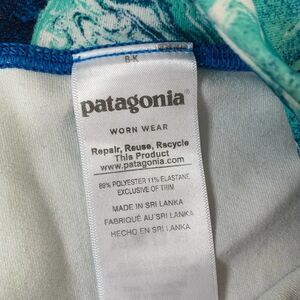 B-K
patagonia®
WORN WEAR
Repair, Reuse, Recycle
This Product
www.patagonia.com
89% POLYESTER 11% ELASTANE
EXCLUSIVE OF TRIM
MADE IN SRI LANKA
FABRIQUÉ AU SRI LANKA
HECHO EN SRI LANKA